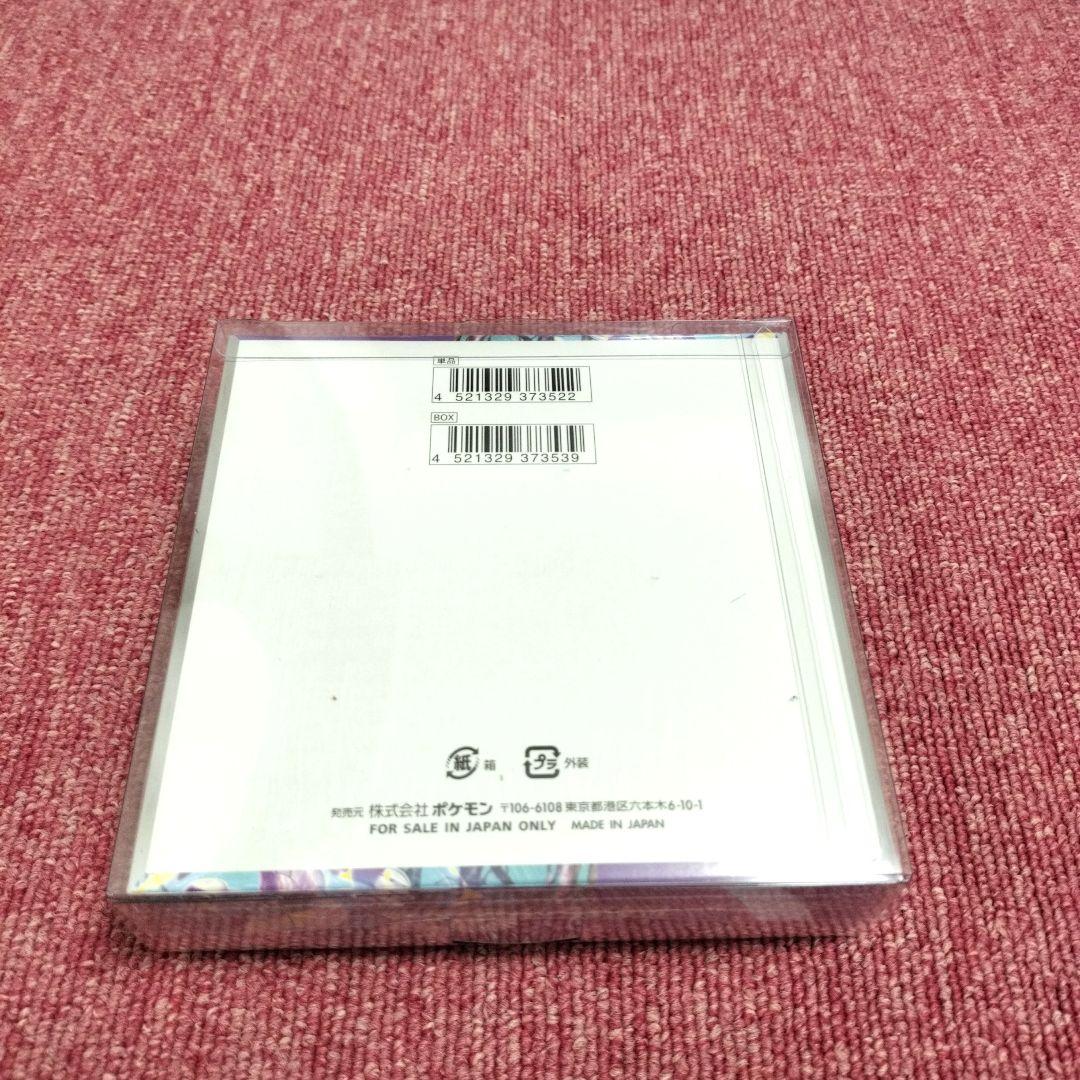 単品
4 521329 373522
BOX
4 521329 373539
紙 箱 プラ 外装
発売元 株式会社 ポケモン 〒106-6108 東京都港区六本木6-10-1
FOR SALE IN JAPAN ONLY MADE IN JAPAN